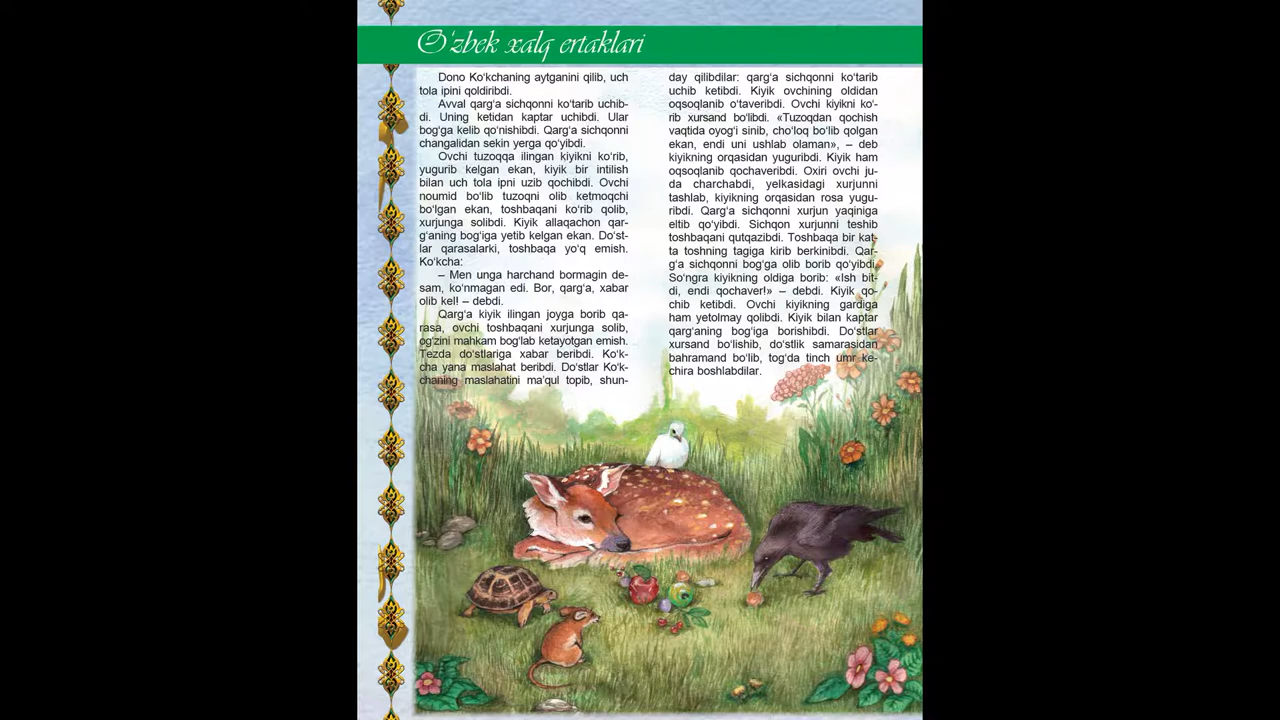 O‘zbek xalq ertaklari
Dono Ko‘kchaning aytganini qilib, uch
tola ipini qoldiribdi.
Avval qarg‘a sichqonni ko‘tarib uchib-
di. Uning ketidan kaptar uchibdi. Ular
bog‘ga kelib qo‘nishibdi. Qarg‘a sichqonni
changalidan sekin yerga qo‘yibdi.
Ovchi tuzoqqa ilingan kiyikni ko‘rib,
yugurib kelgan ekan, kiyik bir intilish
bilan uch tola ipni uzib qochibdi. Ovchi
noumid bo‘lib tuzoqni olib ketmoqchi
bo‘lgan ekan, toshbaqani ko‘rib qolib,
xurjunga solibdi. Kiyik allaqachon qar-
g‘aning bog‘iga yetib kelgan ekan. Do‘st-
lar qarasalarki, toshbaqa yo‘q emish.
Ko‘kcha:
– Men unga harchand bormagin de-
sam, ko‘nmagan edi. Bor, qarg‘a, xabar
olib kel! – debdi.
Qarg‘a kiyik ilingan joyga borib qa-
rasa, ovchi toshbaqani xurjunga solib,
og‘zini mahkam bog‘lab ketayotgan emish.
Tezda do‘stlariga xabar beribdi. Ko‘k-
cha yana maslahat beribdi. Do‘stlar Ko‘k-
chaning maslahatini ma’qul topib, shun-
day qilibdilar: qarg‘a sichqonni ko‘tarib
uchib ketibdi. Kiyik ovchining oldidan
oqsoqlanib o‘taveribdi. Ovchi kiyikni ko‘-
rib xursand bo‘libdi. «Tuzoqdan qochish
vaqtida oyog‘i sinib, cho‘loq bo‘lib qolgan
ekan, endi uni ushlab olaman», – deb
kiyikning orqasidan yuguribdi. Kiyik ham
oqsoqlanib qochaveribdi. Oxiri ovchi ju-
da charchabdi, yelkasidagi xurjunni
tashlab, kiyikning orqasidan rosa yugu-
ribdi. Qarg‘a sichqonni xurjun yaqiniga
eltib qo‘yibdi. Sichqon xurjunni teshib
toshbaqani qutqazibdi. Toshbaqa bir kat-
ta toshning tagiga kirib berkinibdi. Qar-
g‘a sichqonni bog‘ga olib borib qo‘yibdi.
So‘ngra kiyikning oldiga borib: «Ish bit-
di, endi qochaver!» – debdi. Kiyik qo-
chib ketibdi. Ovchi kiyikning gardiga
ham yetolmay qolibdi. Kiyik bilan kaptar
qarg‘aning bog‘iga borishibdi. Do‘stlar
xursand bo‘lishib, do‘stlik samarasidan
bahramand bo‘lib, tog‘da tinch umr ke-
chira boshlabdilar.